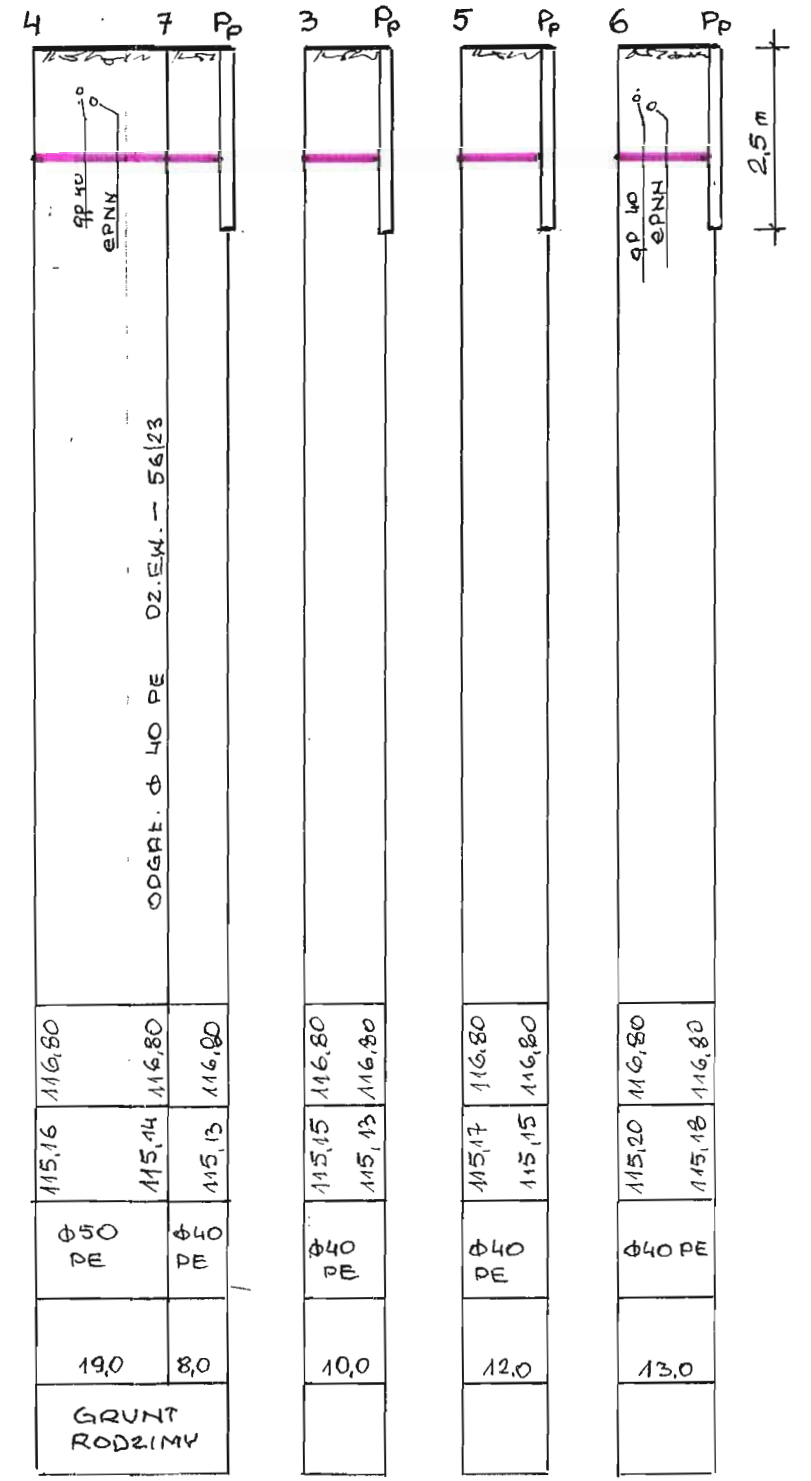 4 7 Pp 3 Pp 5 Pp 6 Pp
2,5 m
gp 40
ePNN
gp 40
ePNN
ODGAŁ. ϕ 40 PE DZ.EW. – 56/23
116,80 116,80 116,80 116.80 116,80 116.80 116,80 116,80 116,80
115,16 115,14 115,13 115,15 115,13 115,17 115,15 115,20 115,18
ϕ50
PE
ϕ40
PE
ϕ40
PE
ϕ40
PE
ϕ40 PE
19,0 8,0 10,0 12,0 13,0
GRUNT
RODZIMY